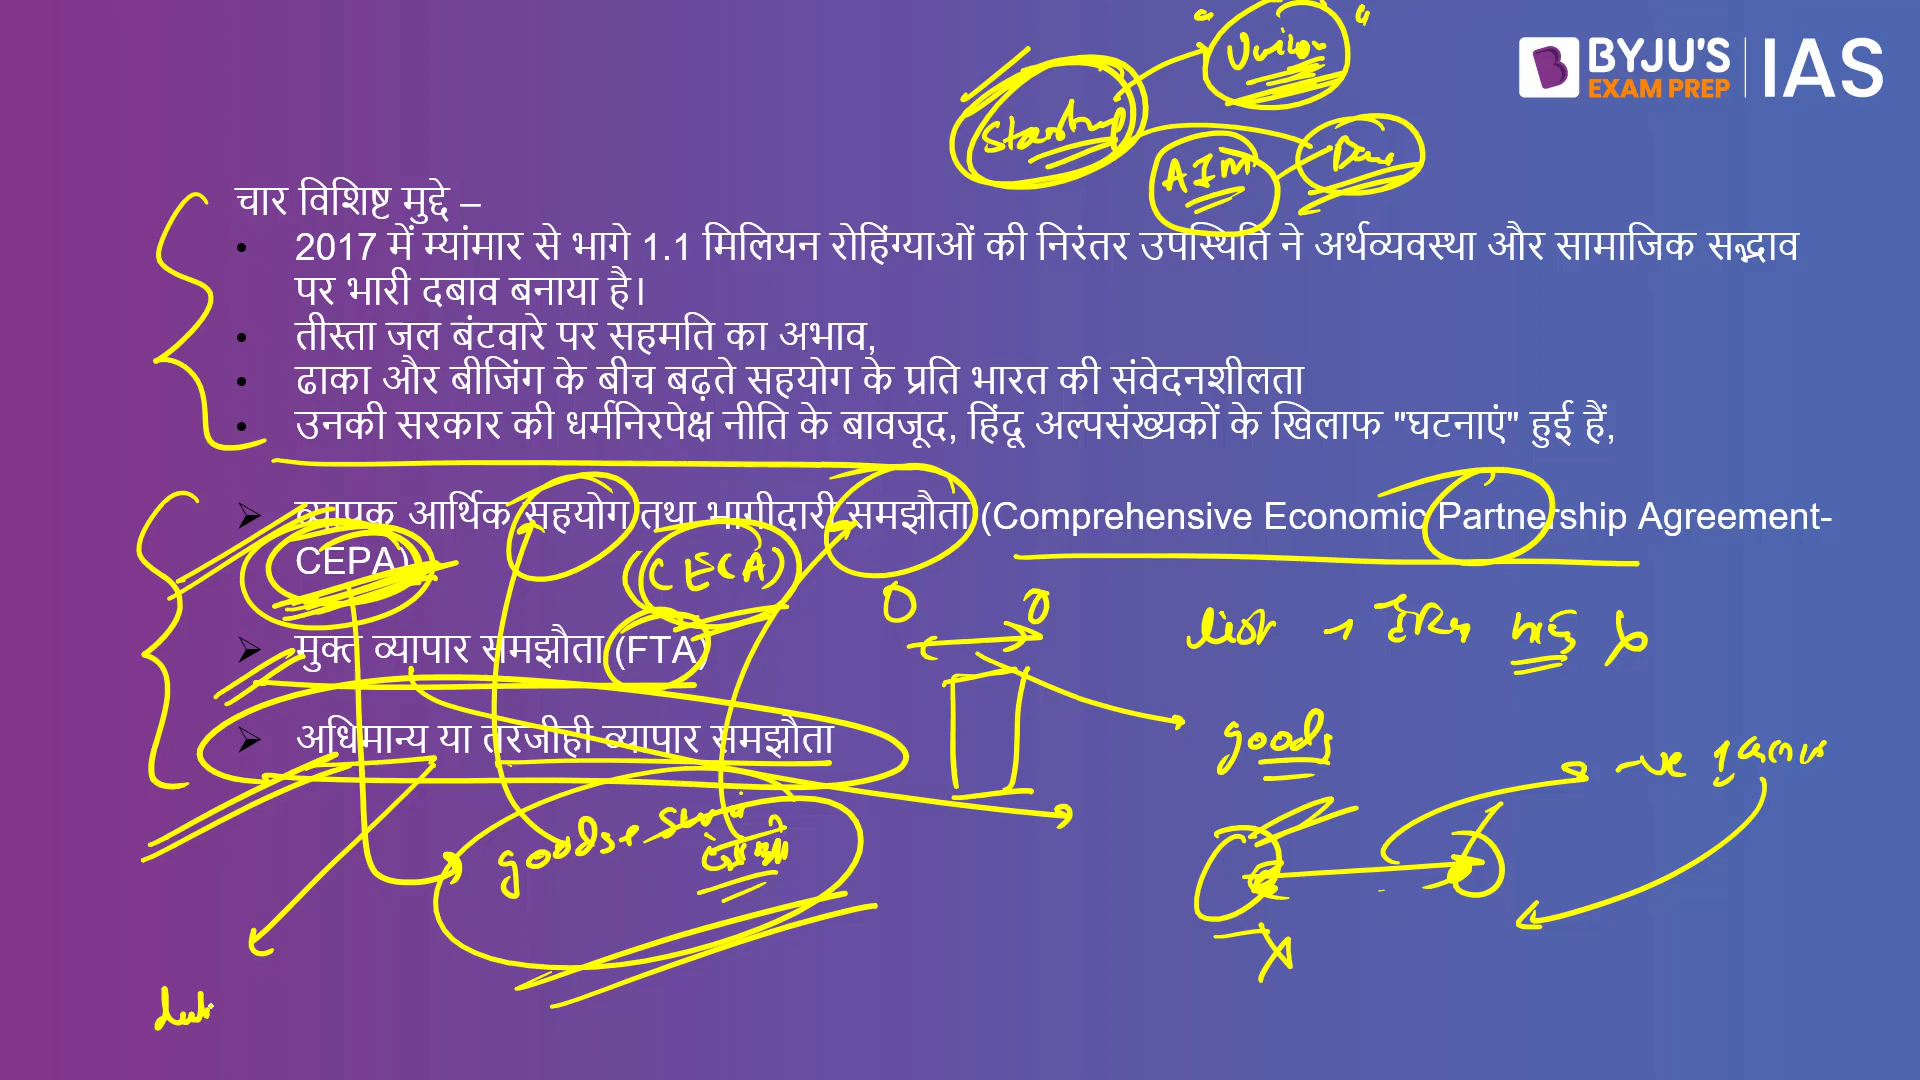 "Union"
Startup
AIM
BYJU'S
EXAM PREP
IAS
चार विशिष्ट मुद्दे –
• 2017 में म्यांमार से भागे 1.1 मिलियन रोहिंग्याओं की निरंतर उपस्थिति ने अर्थव्यवस्था और सामाजिक सद्भाव
पर भारी दबाव बनाया है।
• तीस्ता जल बंटवारे पर सहमति का अभाव,
• ढाका और बीजिंग के बीच बढ़ते सहयोग के प्रति भारत की संवेदनशीलता
• उनकी सरकार की धर्मनिरपेक्ष नीति के बावजूद, हिंदू अल्पसंख्यकों के खिलाफ "घटनाएं" हुई हैं,
➢ व्यापक आर्थिक सहयोग तथा भागीदारी समझौता (Comprehensive Economic Partnership Agreement-
CEPA)
(CECA)
list
➢ मुक्त व्यापार समझौता (FTA)
goods
➢ अधिमान्य या तरजीही व्यापार समझौता
-ve
goods +